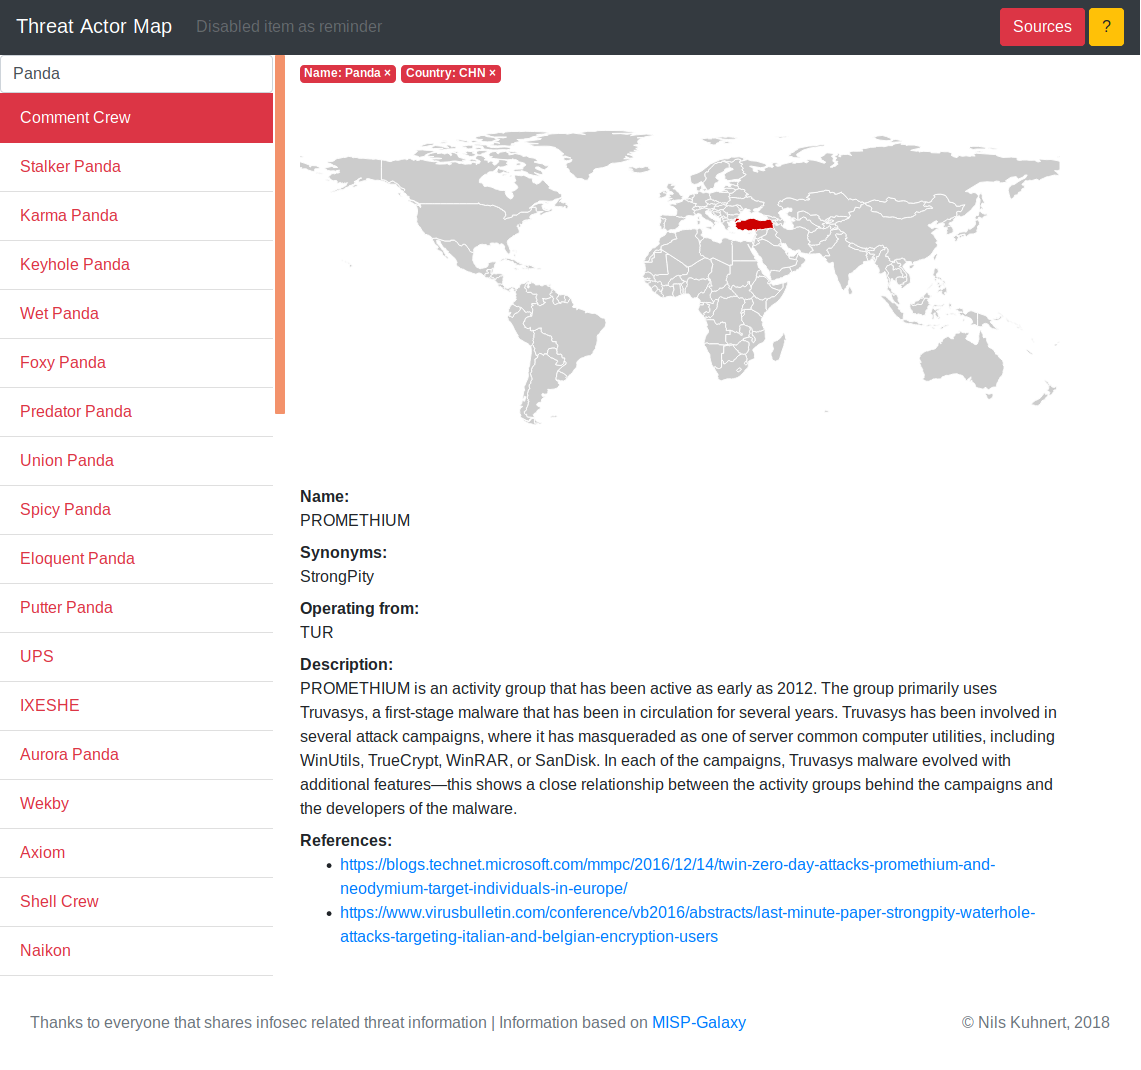 Threat Actor Map
Disabled item as reminder
Sources
?
Panda
Comment Crew
Stalker Panda
Karma Panda
Keyhole Panda
Wet Panda
Foxy Panda
Predator Panda
Union Panda
Spicy Panda
Eloquent Panda
Putter Panda
UPS
IXESHE
Aurora Panda
Wekby
Axiom
Shell Crew
Naikon
Name: Panda ×
Country: CHN ×
Name:
PROMETHIUM
Synonyms:
StrongPity
Operating from:
TUR
Description:
PROMETHIUM is an activity group that has been active as early as 2012. The group primarily uses
Truvasys, a first-stage malware that has been in circulation for several years. Truvasys has been involved in
several attack campaigns, where it has masqueraded as one of server common computer utilities, including
WinUtils, TrueCrypt, WinRAR, or SanDisk. In each of the campaigns, Truvasys malware evolved with
additional features—this shows a close relationship between the activity groups behind the campaigns and
the developers of the malware.
References:
• https://blogs.technet.microsoft.com/mmpc/2016/12/14/twin-zero-day-attacks-promethium-and-
neodymium-target-individuals-in-europe/
• https://www.virusbulletin.com/conference/vb2016/abstracts/last-minute-paper-strongpity-waterhole-
attacks-targeting-italian-and-belgian-encryption-users
Thanks to everyone that shares infosec related threat information | Information based on MISP-Galaxy
© Nils Kuhnert, 2018